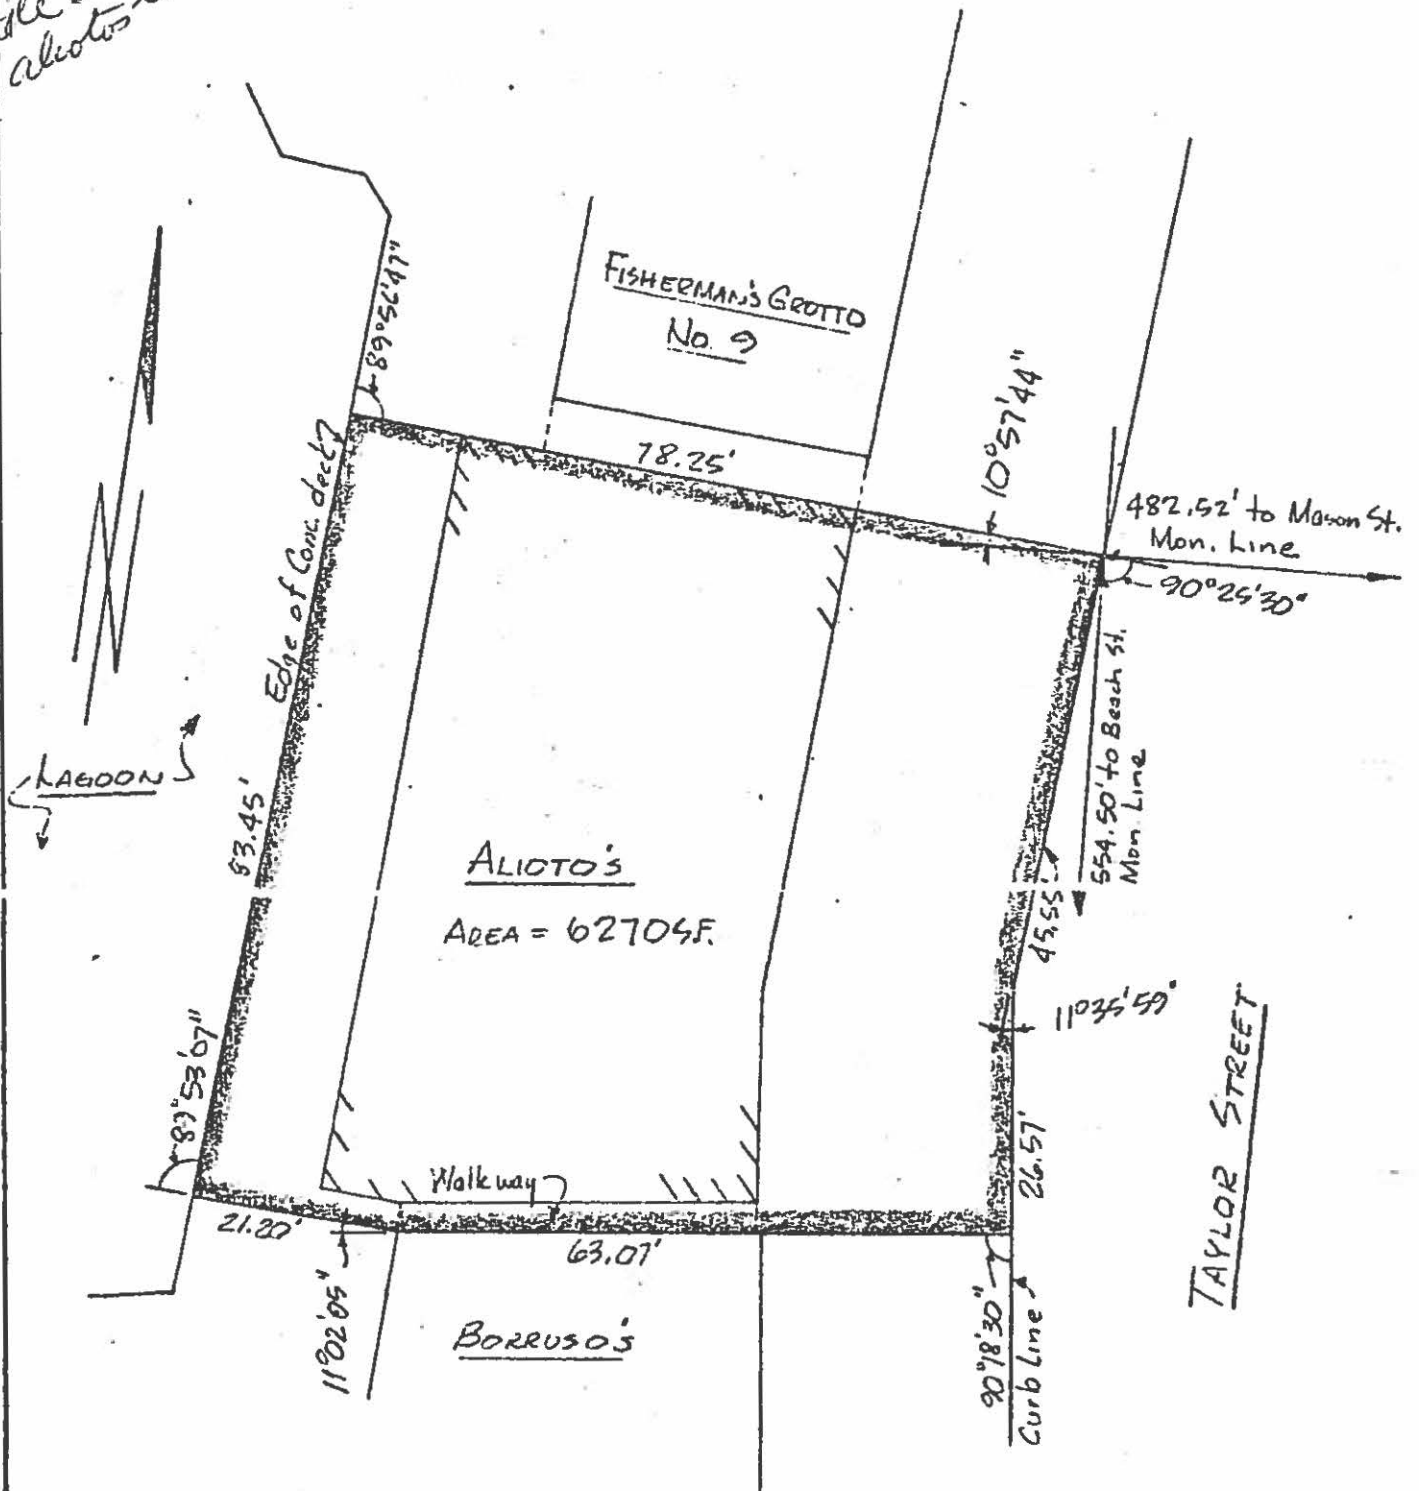 alioto's
89°56'47"
FISHERMAN'S GROTTO
No. 9
78.25'
10°57'44"
482.52' to Mason St.
Mon. Line
90°25'30"
Edge of Conc. deck
554.50' to Beach St.
Mon. Line
LAGOON
83.45'
ALIOTO'S
AREA = 6270 S.F.
45.55'
11°35'59"
TAYLOR STREET
89°53'07"
26.57'
Walkway
21.20'
63.07'
11°02'05"
BORRUSO'S
90°18'30"
Curb Line